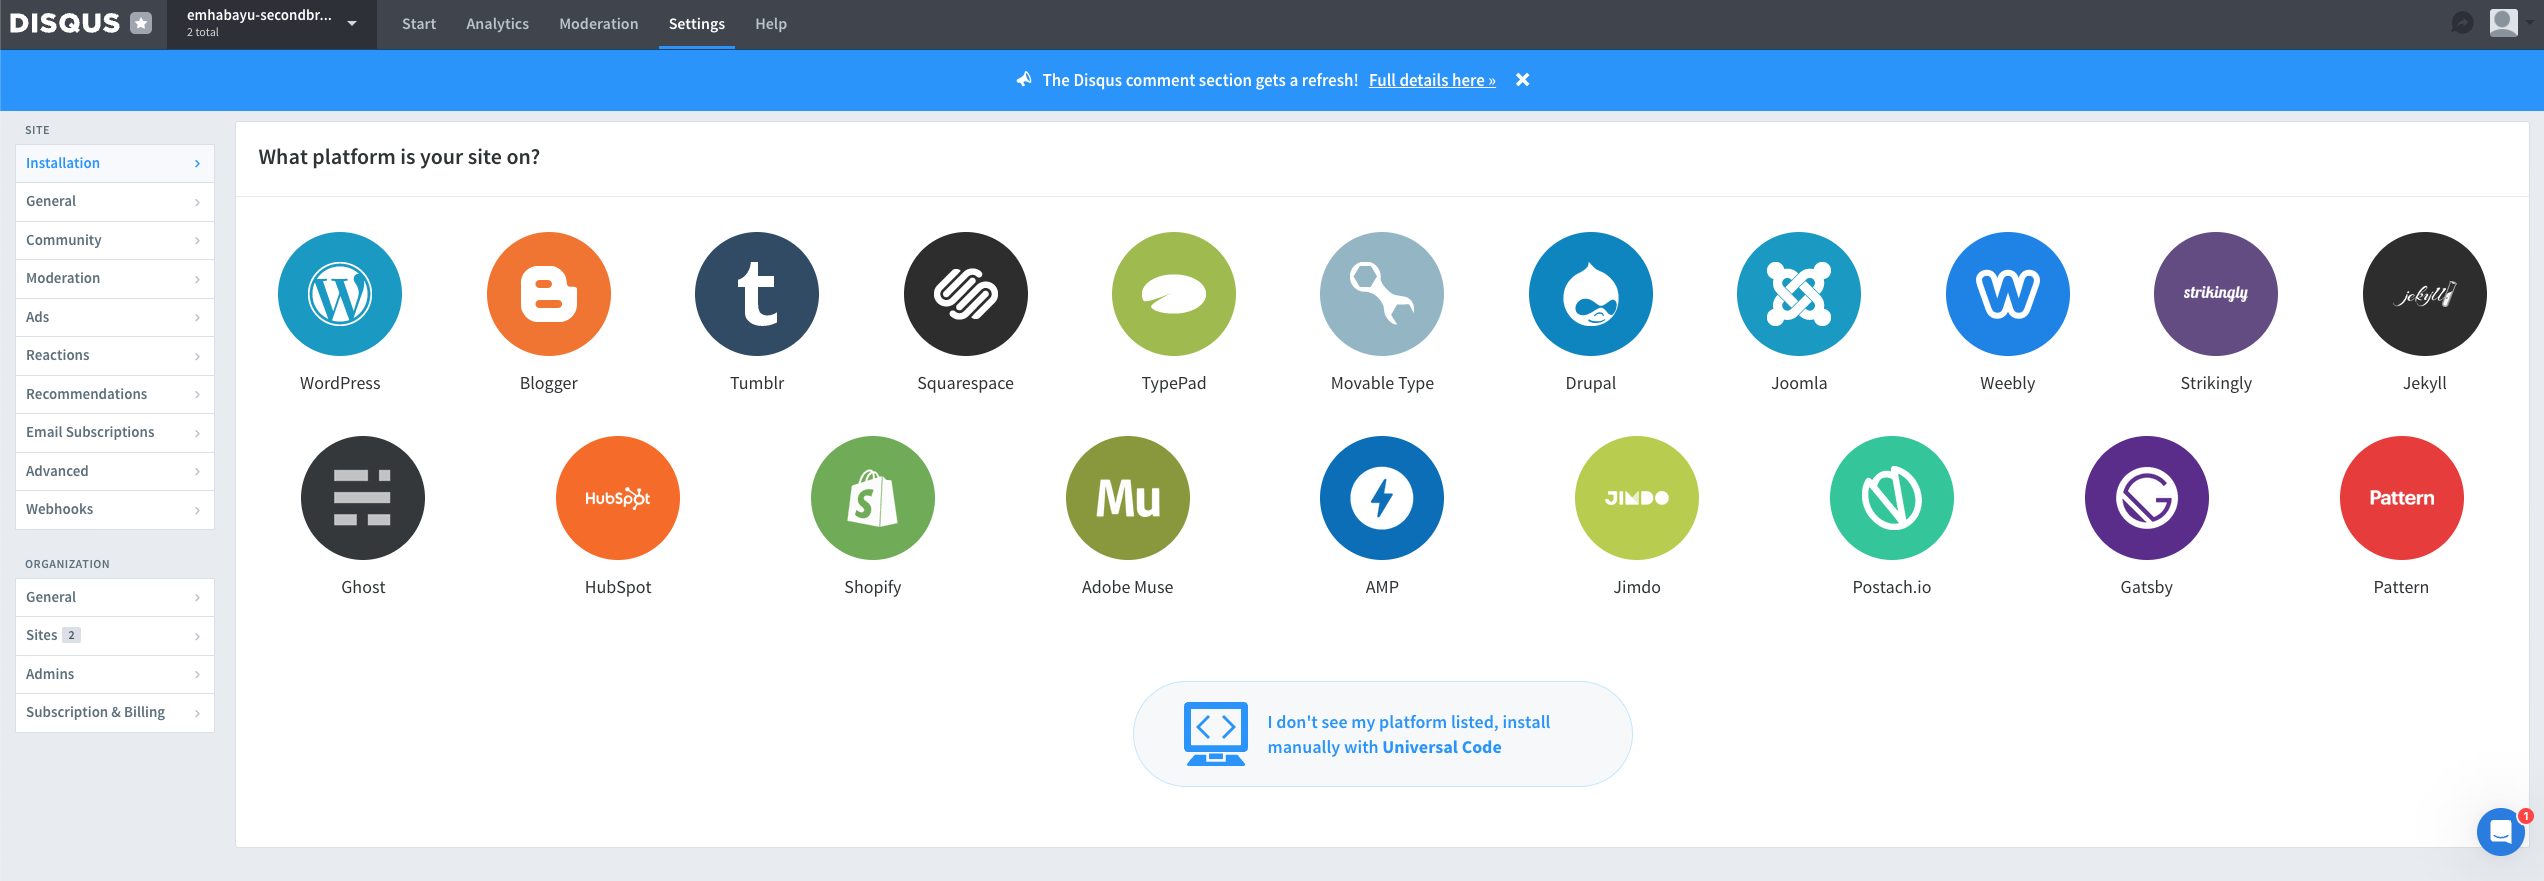 DISQUS
emhabayu-secondbr...
2 total
Start
Analytics
Moderation
Settings
Help
The Disqus comment section gets a refresh! Full details here »
SITE
Installation
General
Community
Moderation
Ads
Reactions
Recommendations
Email Subscriptions
Advanced
Webhooks
ORGANIZATION
General
Sites 2
Admins
Subscription & Billing
What platform is your site on?
WordPress
Blogger
Tumblr
Squarespace
TypePad
Movable Type
Drupal
Joomla
Weebly
strikingly
Strikingly
jekyll
Jekyll
Ghost
HubSpot
HubSpot
Shopify
Mu
Adobe Muse
AMP
JIMDO
Jimdo
Postach.io
Gatsby
Pattern
Pattern
I don't see my platform listed, install
manually with Universal Code
1